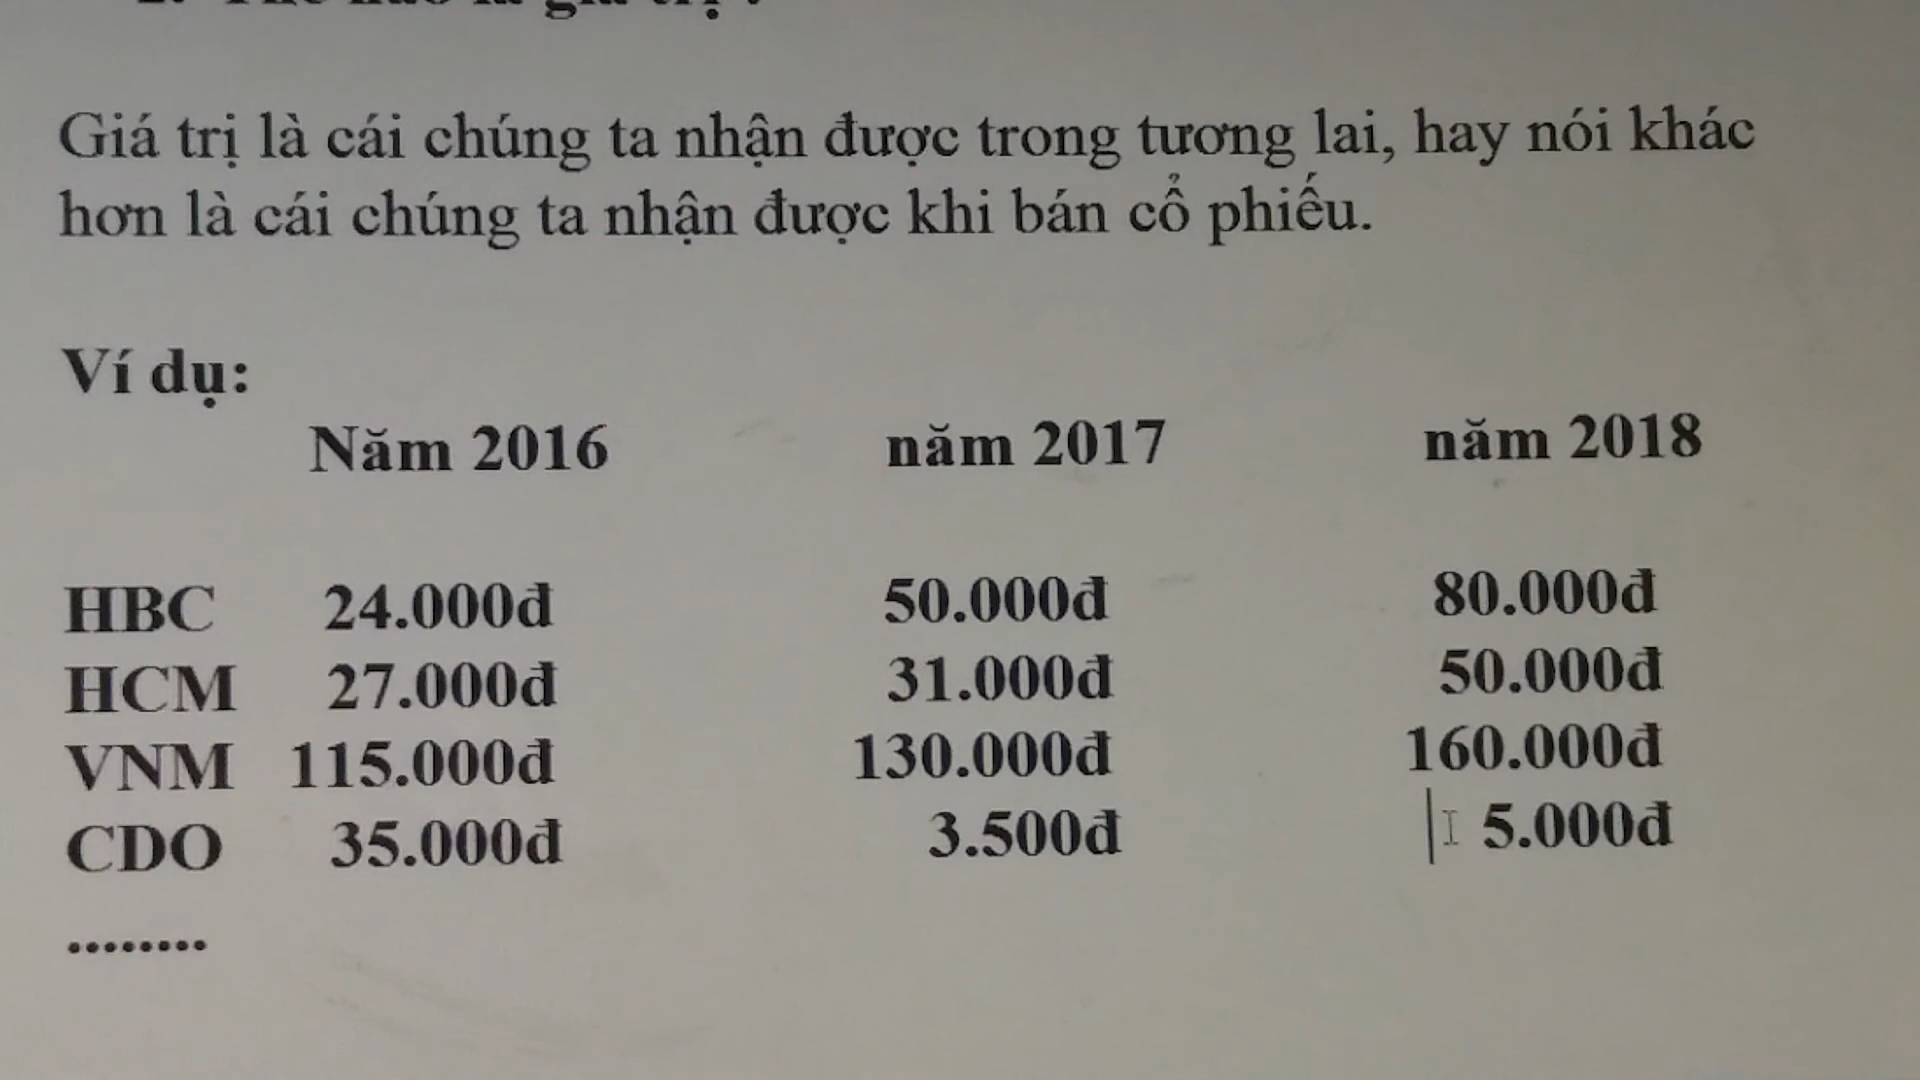 Giá trị là cái chúng ta nhận được trong tương lai, hay nói khác
hơn là cái chúng ta nhận được khi bán cổ phiếu.
Ví dụ:
Năm 2016 năm 2017 năm 2018
HBC 24.000đ 50.000đ 80.000đ
HCM 27.000đ 31.000đ 50.000đ
VNM 115.000đ 130.000đ 160.000đ
CDO 35.000đ 3.500đ 5.000đ
........